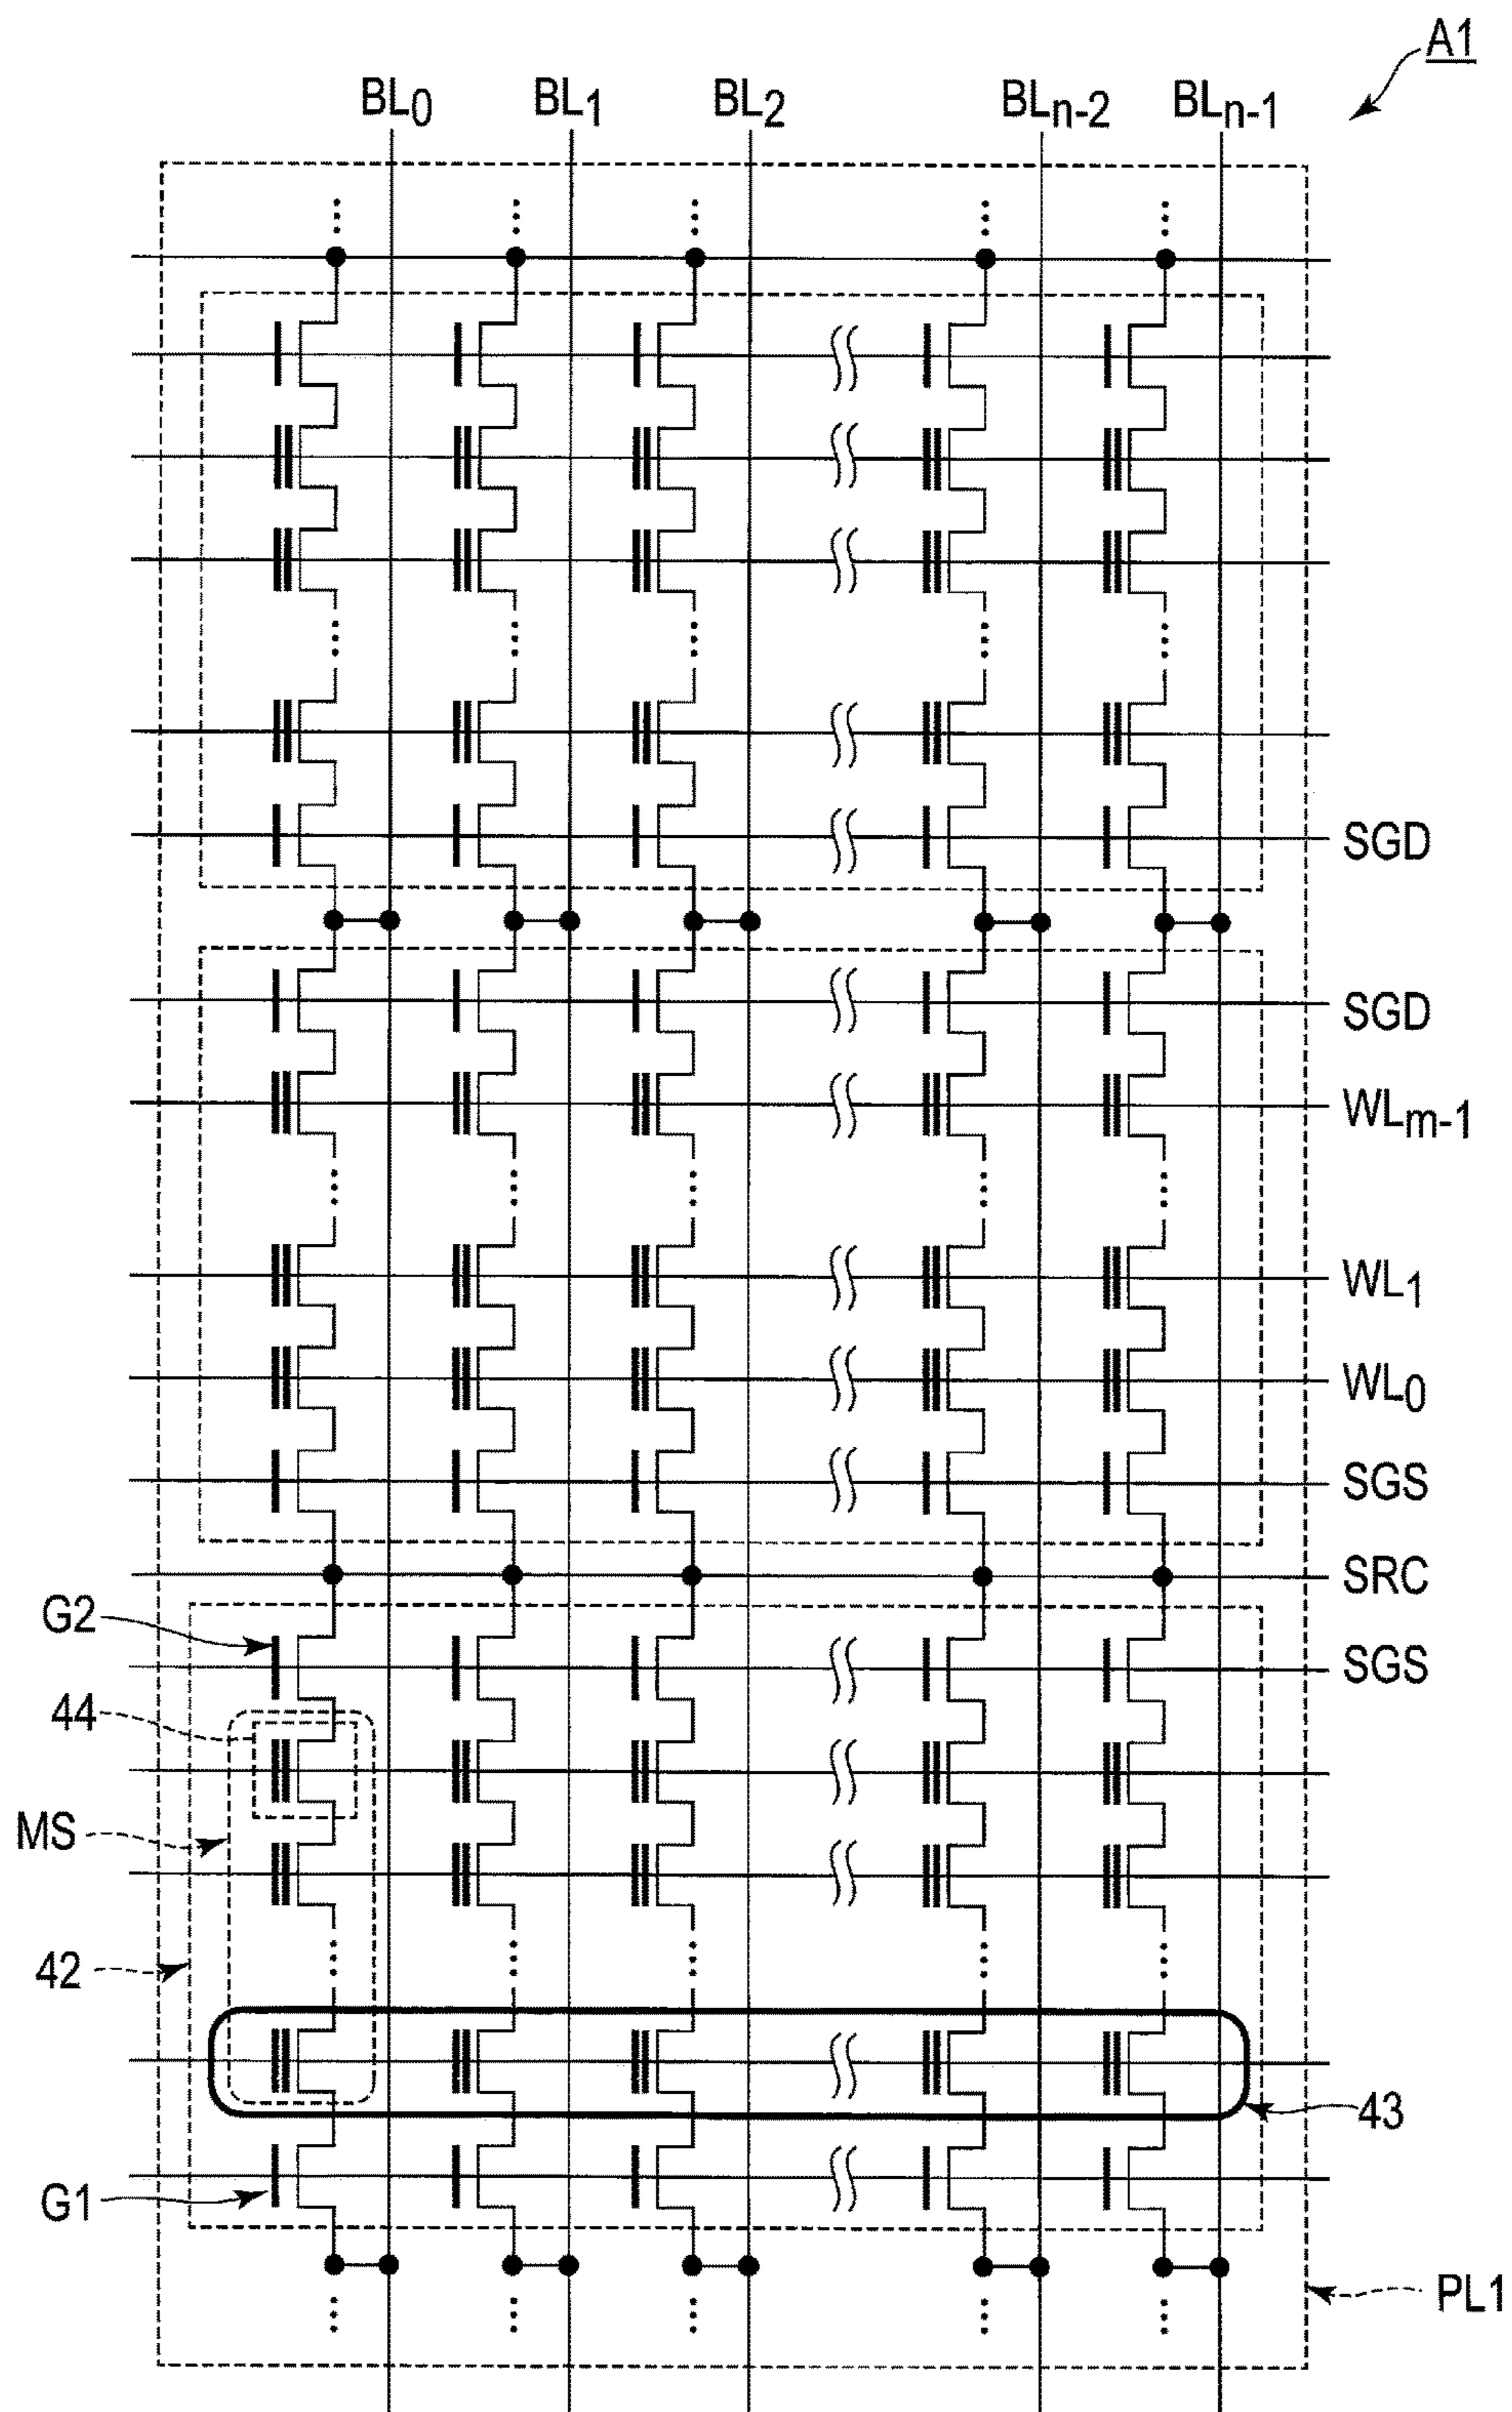 A1
BL0 BL1 BL2 BLn-2 BLn-1
SGD
SGD
WLm-1
WL1
WL0
SGS
SRC
G2
SGS
44
MS
42
43
G1
PL1